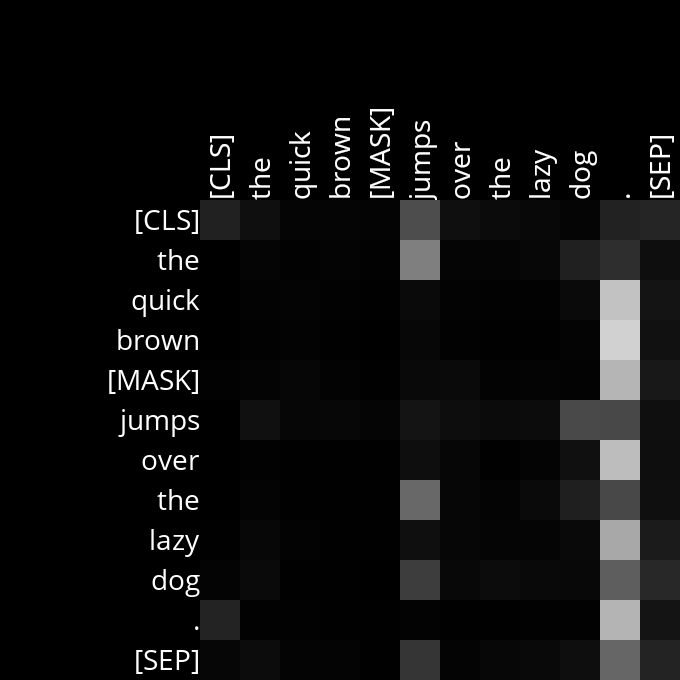 [CLS] the quick brown [MASK] jumps over the lazy dog . [SEP]
[CLS]
the
quick
brown
[MASK]
jumps
over
the
lazy
dog
.
[SEP]